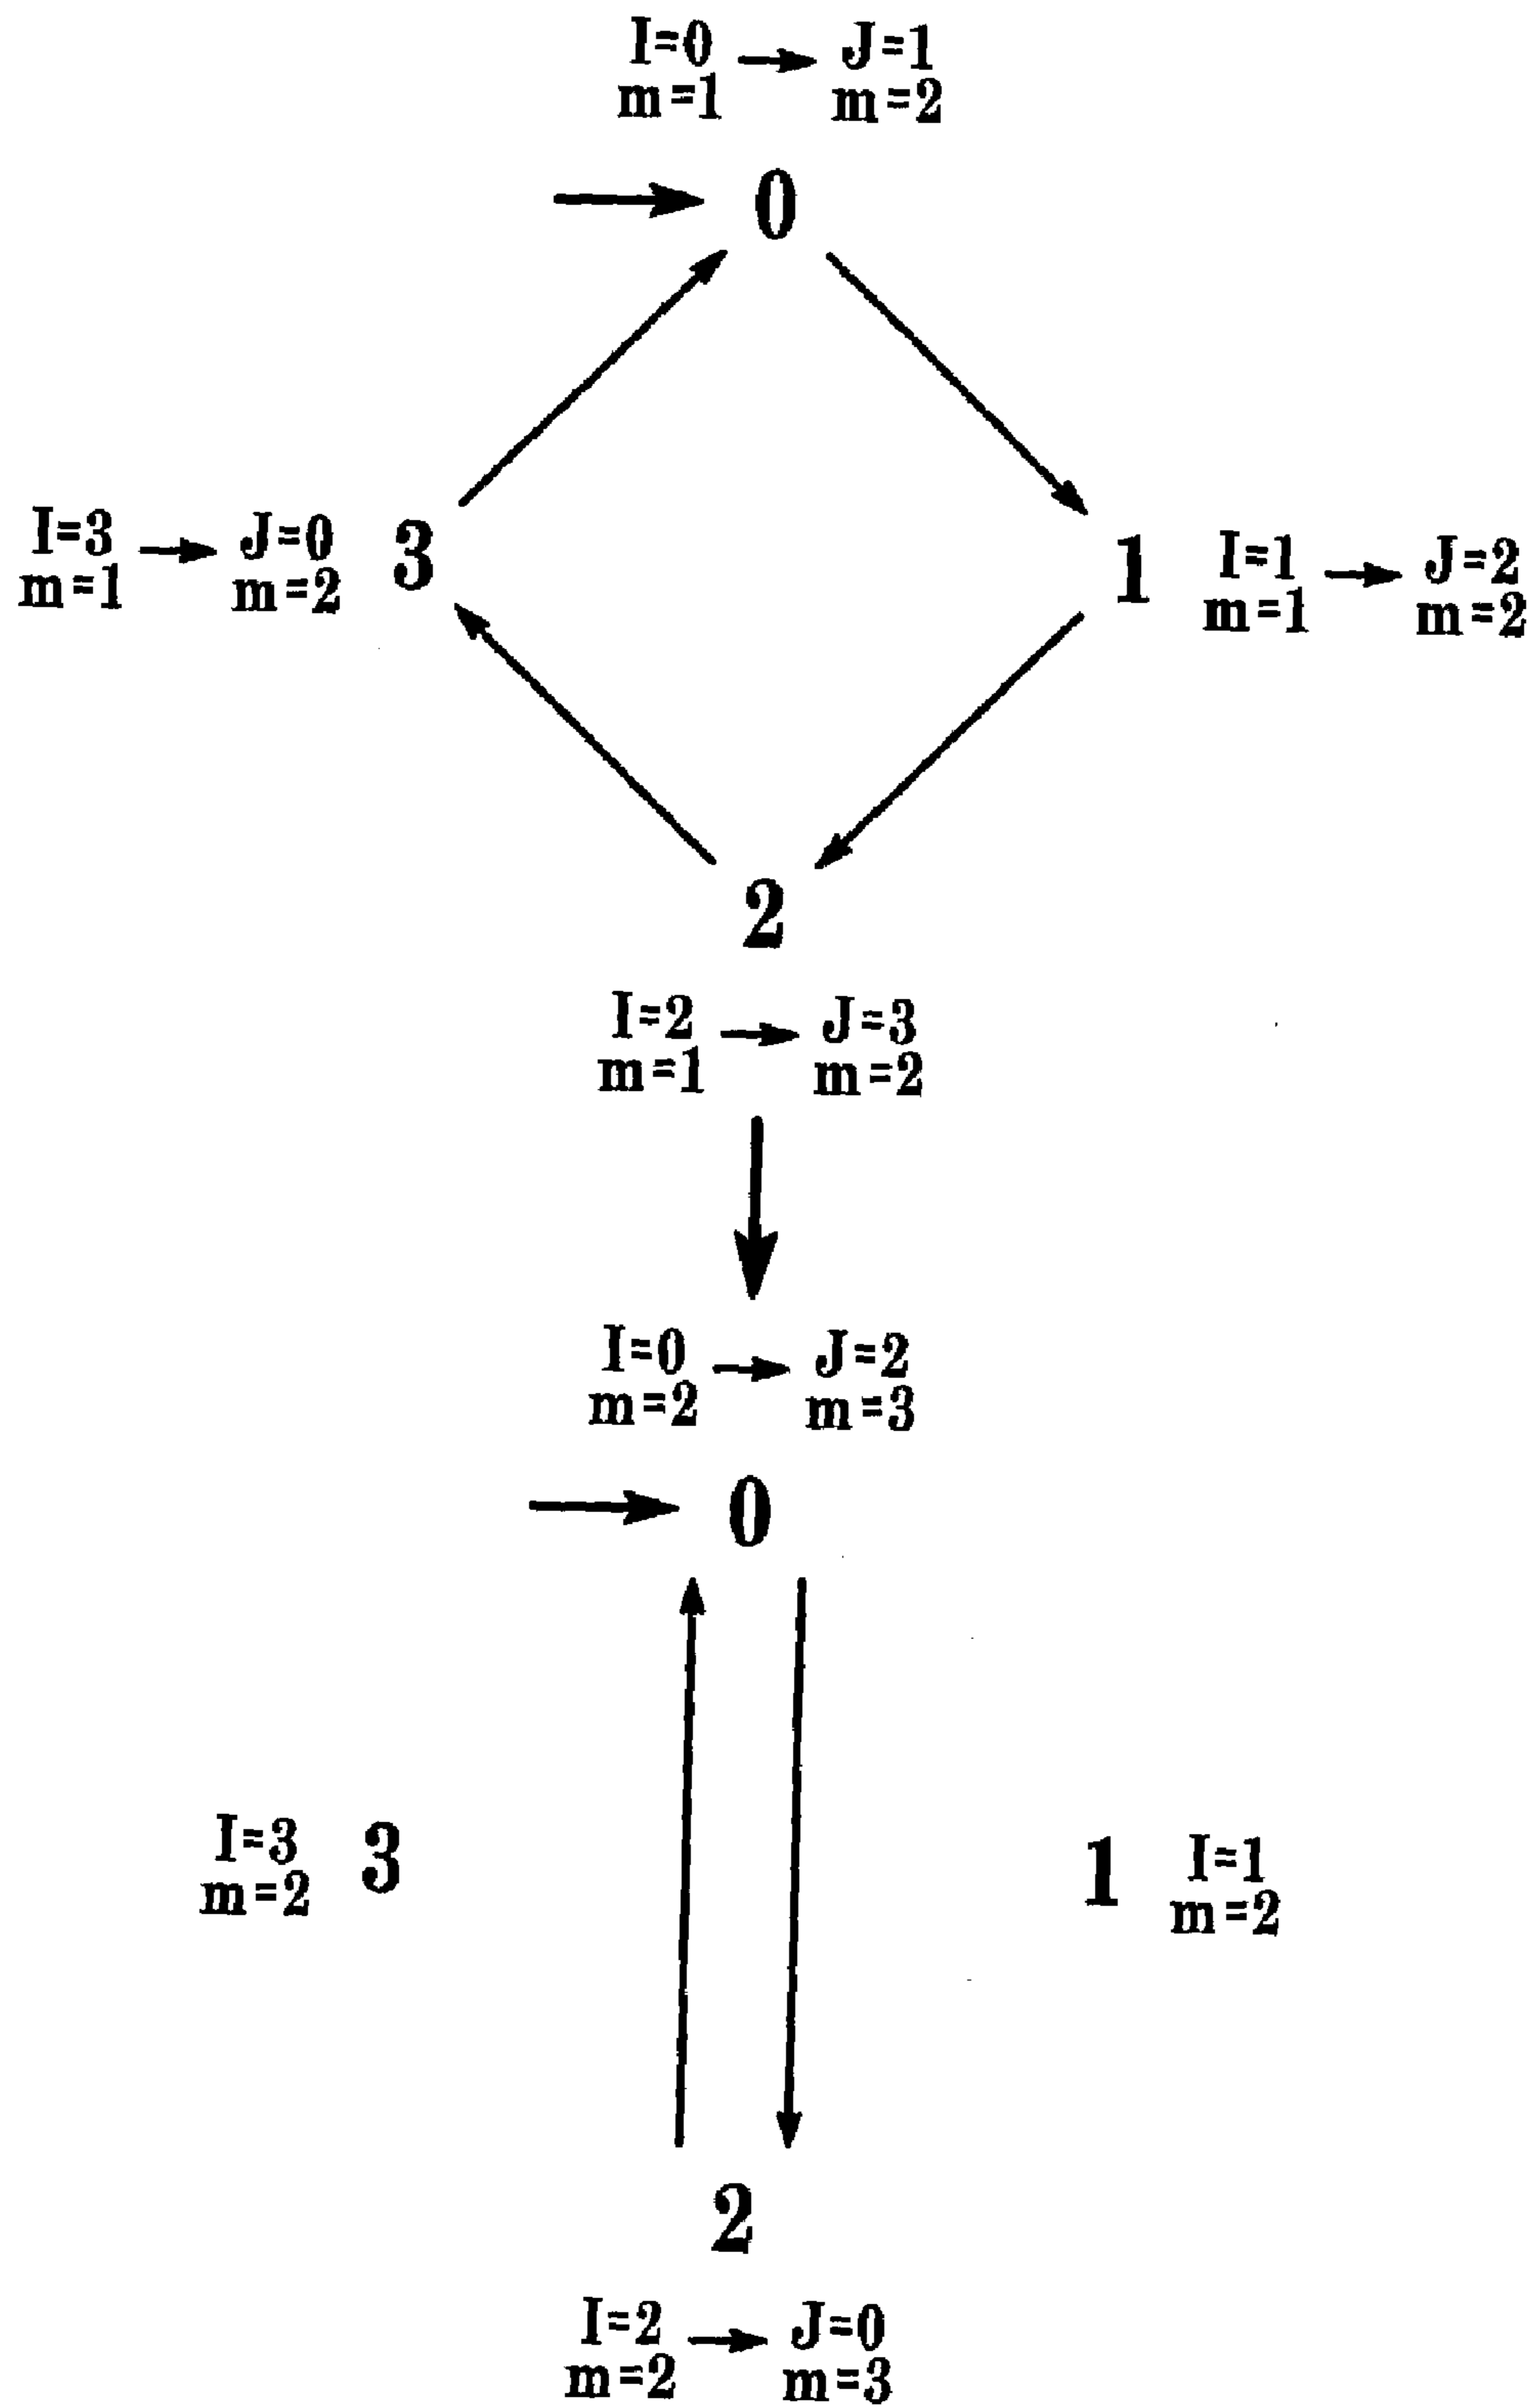 I=0 → J=1
m=1 m=2
0
I=3 → J=0 3 1 I=1 → J=2
m=1 m=2 m=1 m=2
2
I=2 → J=3
m=1 m=2
I=0 → J=2
m=2 m=3
0
I=3 3 1 I=1
m=2 m=2
2
I=2 → J=0
m=2 m=3